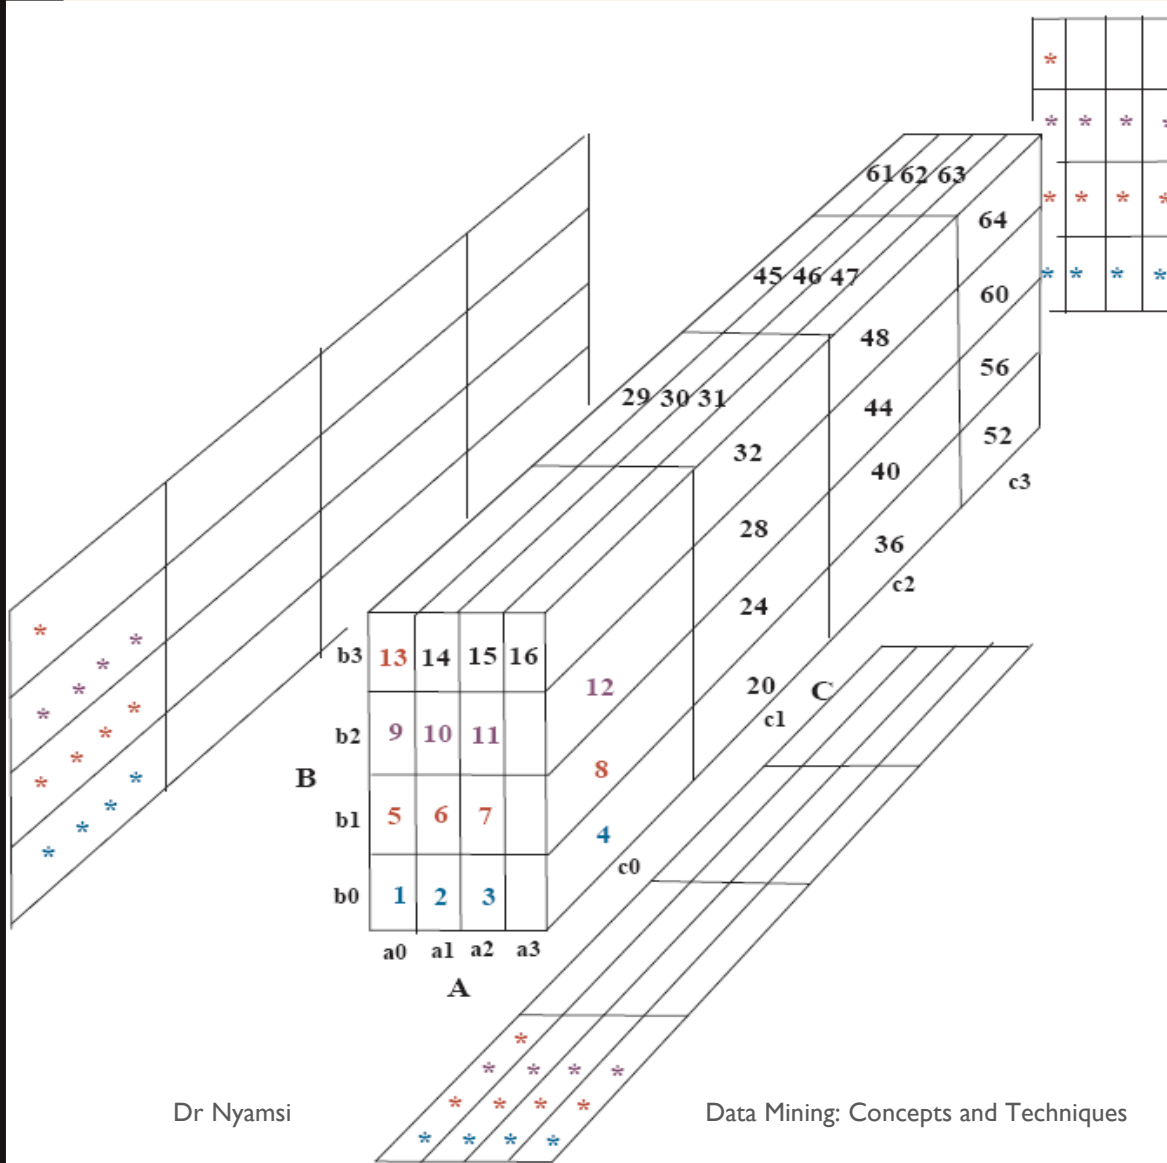 *
* * * *
* * * *
* * * *
61 62 63
64
45 46 47
60
48
56
29 30 31
44
52
32
40
c3
28
36
c2
24
*
* * * *
* * * *
* * * *
b3 13 14 15 16
12
20 C
c1
b2 9 10 11
B
8
b1 5 6 7
4
c0
b0 1 2 3
a0 a1 a2 a3
A
*
* * * *
* * * *
* * * *
Dr Nyamsi
Data Mining: Concepts and Techniques